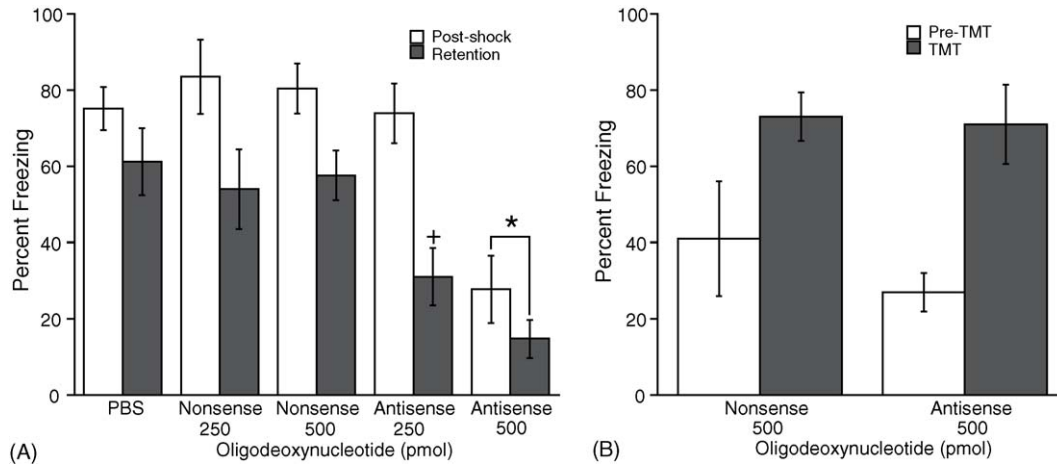 100
80
60
40
20
0
Percent Freezing
Post-shock
Retention
+
*
PBS
Nonsense 250
Nonsense 500
Antisense 250
Antisense 500
Oligodeoxynucleotide (pmol)
(A)
100
80
60
40
20
0
Percent Freezing
Pre-TMT
TMT
Nonsense 500
Antisense 500
Oligodeoxynucleotide (pmol)
(B)